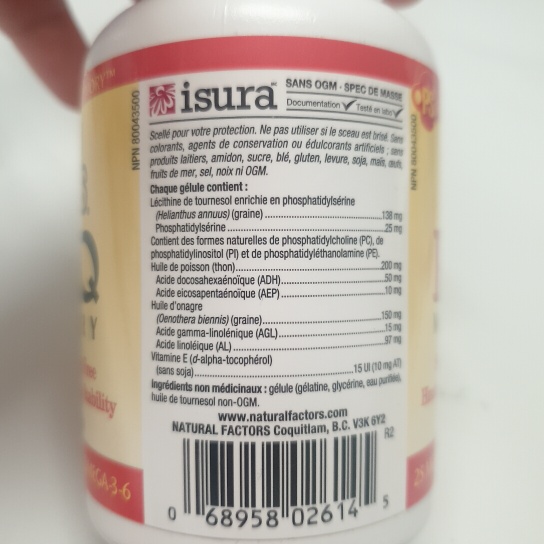 isura™
SANS OGM · SPEC DE MASSE
Documentation ✓ Testé en labo ✓
NPN 80043500
Scellé pour votre protection. Ne pas utiliser si le sceau est brisé. Sans
colorants, agents de conservation ou édulcorants artificiels ; sans
produits laitiers, amidon, sucre, blé, gluten, levure, soja, maïs, œufs,
fruits de mer, sel, noix ni OGM.
Chaque gélule contient :
Lécithine de tournesol enrichie en phosphatidylsérine
(Helianthus annuus) (graine) 138 mg
Phosphatidylsérine 25 mg
Contient des formes naturelles de phosphatidylcholine (PC), de
phosphatidylinositol (PI) et de phosphatidyléthanolamine (PE).
Huile de poisson (thon) 200 mg
Acide docosahexaénoïque (ADH) 50 mg
Acide eicosapentaénoïque (AEP) 10 mg
Huile d'onagre
(Oenothera biennis) (graine) 150 mg
Acide gamma-linolénique (AGL) 15 mg
Acide linoléique (AL) 97 mg
Vitamine E (d-alpha-tocophérol)
(sans soja) 15 UI (10 mg AT)
Ingrédients non médicinaux : gélule (gélatine, glycérine, eau purifiée),
huile de tournesol non-OGM.
www.naturalfactors.com
NATURAL FACTORS Coquitlam, B.C. V3K 6Y2
R2
0 68958 02614 5
NPN 80043500
Q